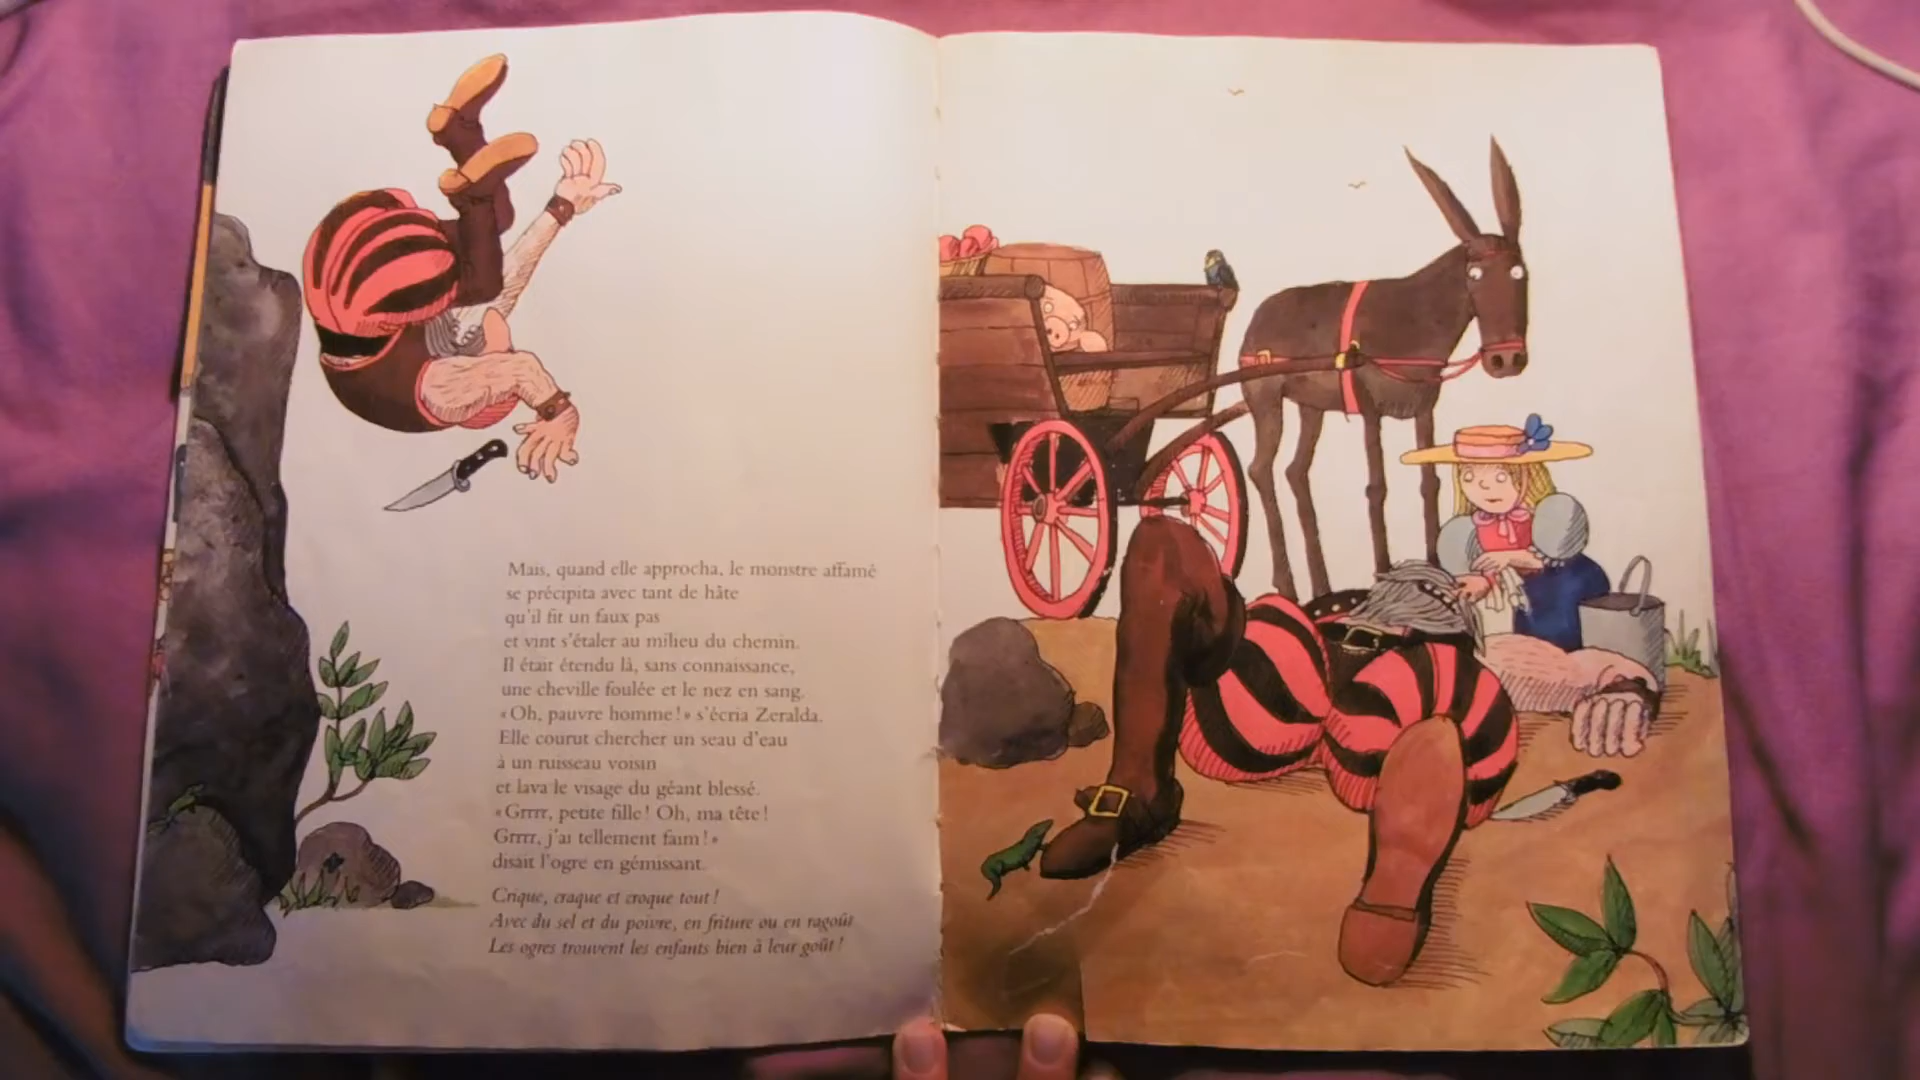 Mais, quand elle approcha, le monstre affamé
se précipita avec tant de hâte
qu'il fit un faux pas
et vint s'étaler au milieu du chemin.
Il était étendu là, sans connaissance,
une cheville foulée et le nez en sang.
«Oh, pauvre homme!» s'écria Zeralda.
Elle courut chercher un seau d'eau
à un ruisseau voisin
et lava le visage du géant blessé.
«Grrrr, petite fille! Oh, ma tête!
Grrrr, j'ai tellement faim!»
disait l'ogre en gémissant.
Crique, craque et croque tout!
Avec du sel et du poivre, en friture ou en ragoût
Les ogres trouvent les enfants bien à leur goût!